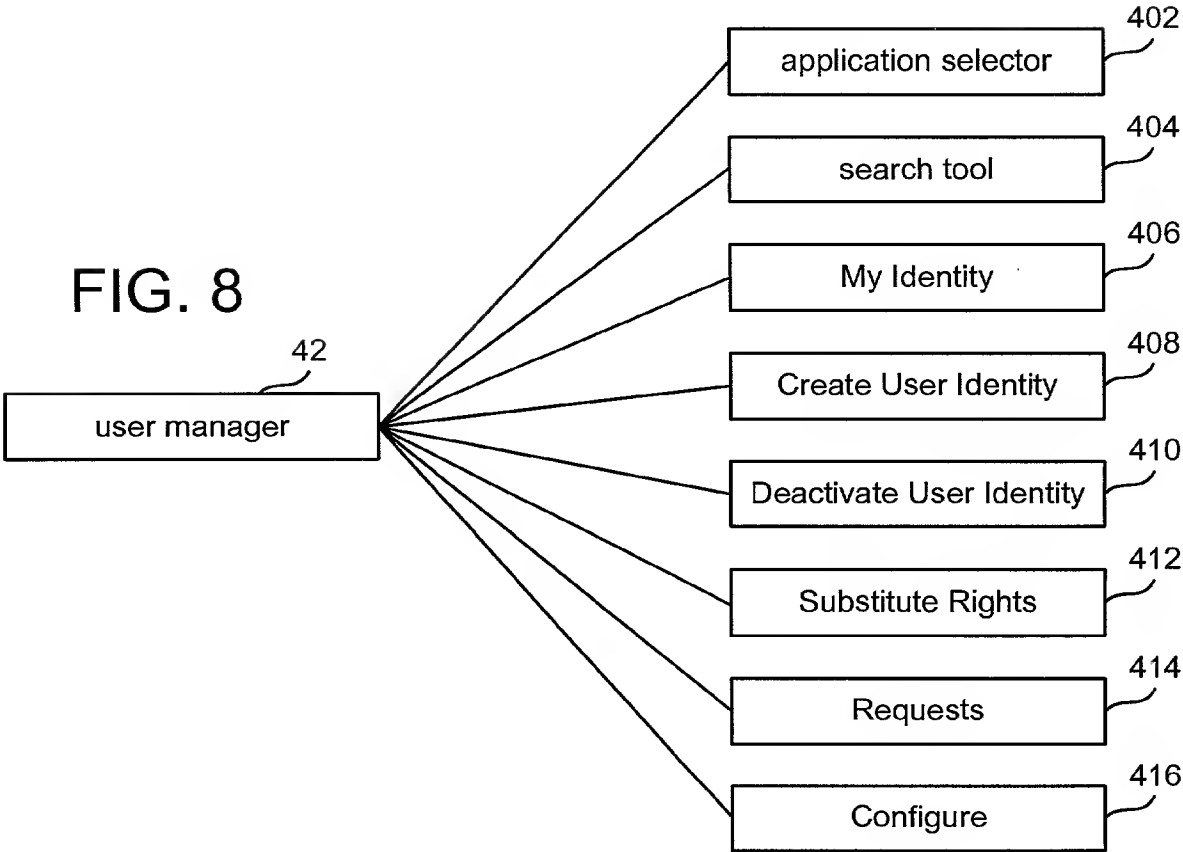 402
application selector
404
search tool
406
My Identity
FIG. 8
408
Create User Identity
42
user manager
410
Deactivate User Identity
412
Substitute Rights
414
Requests
416
Configure